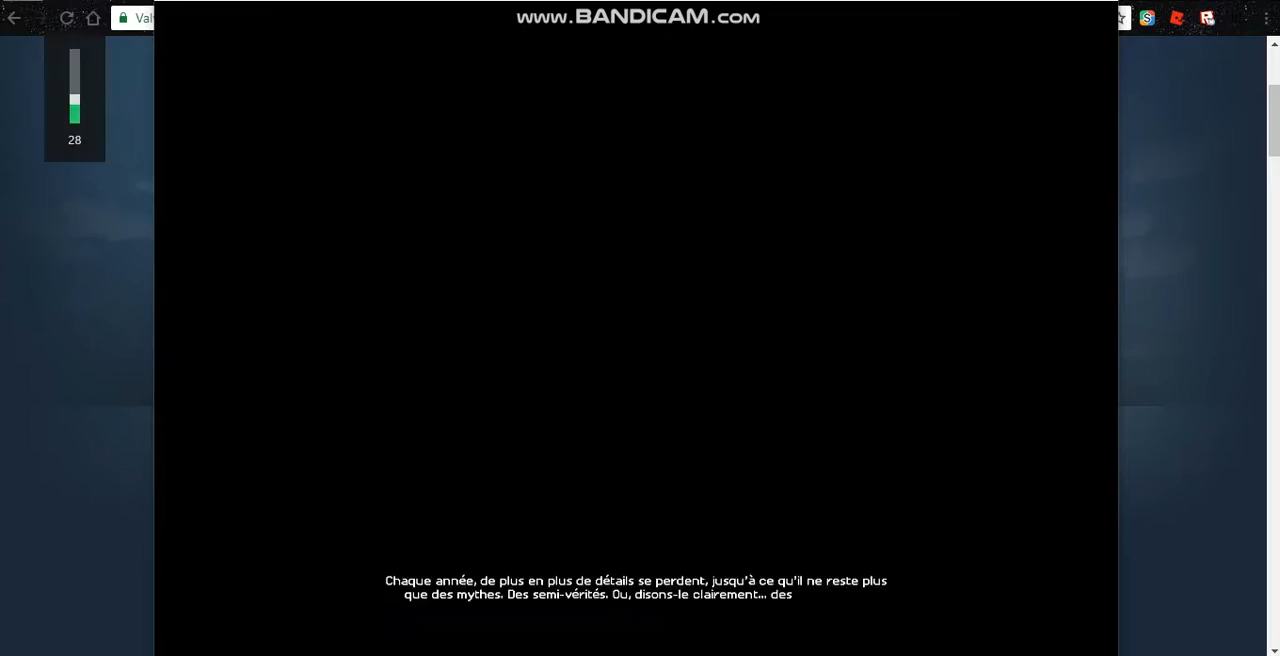 www.BANDICAM.com
Val
28
Chaque année, de plus en plus de détails se perdent, jusqu'à ce qu'il ne reste plus
que des mythes. Des semi-vérités. Ou, disons-le clairement... des